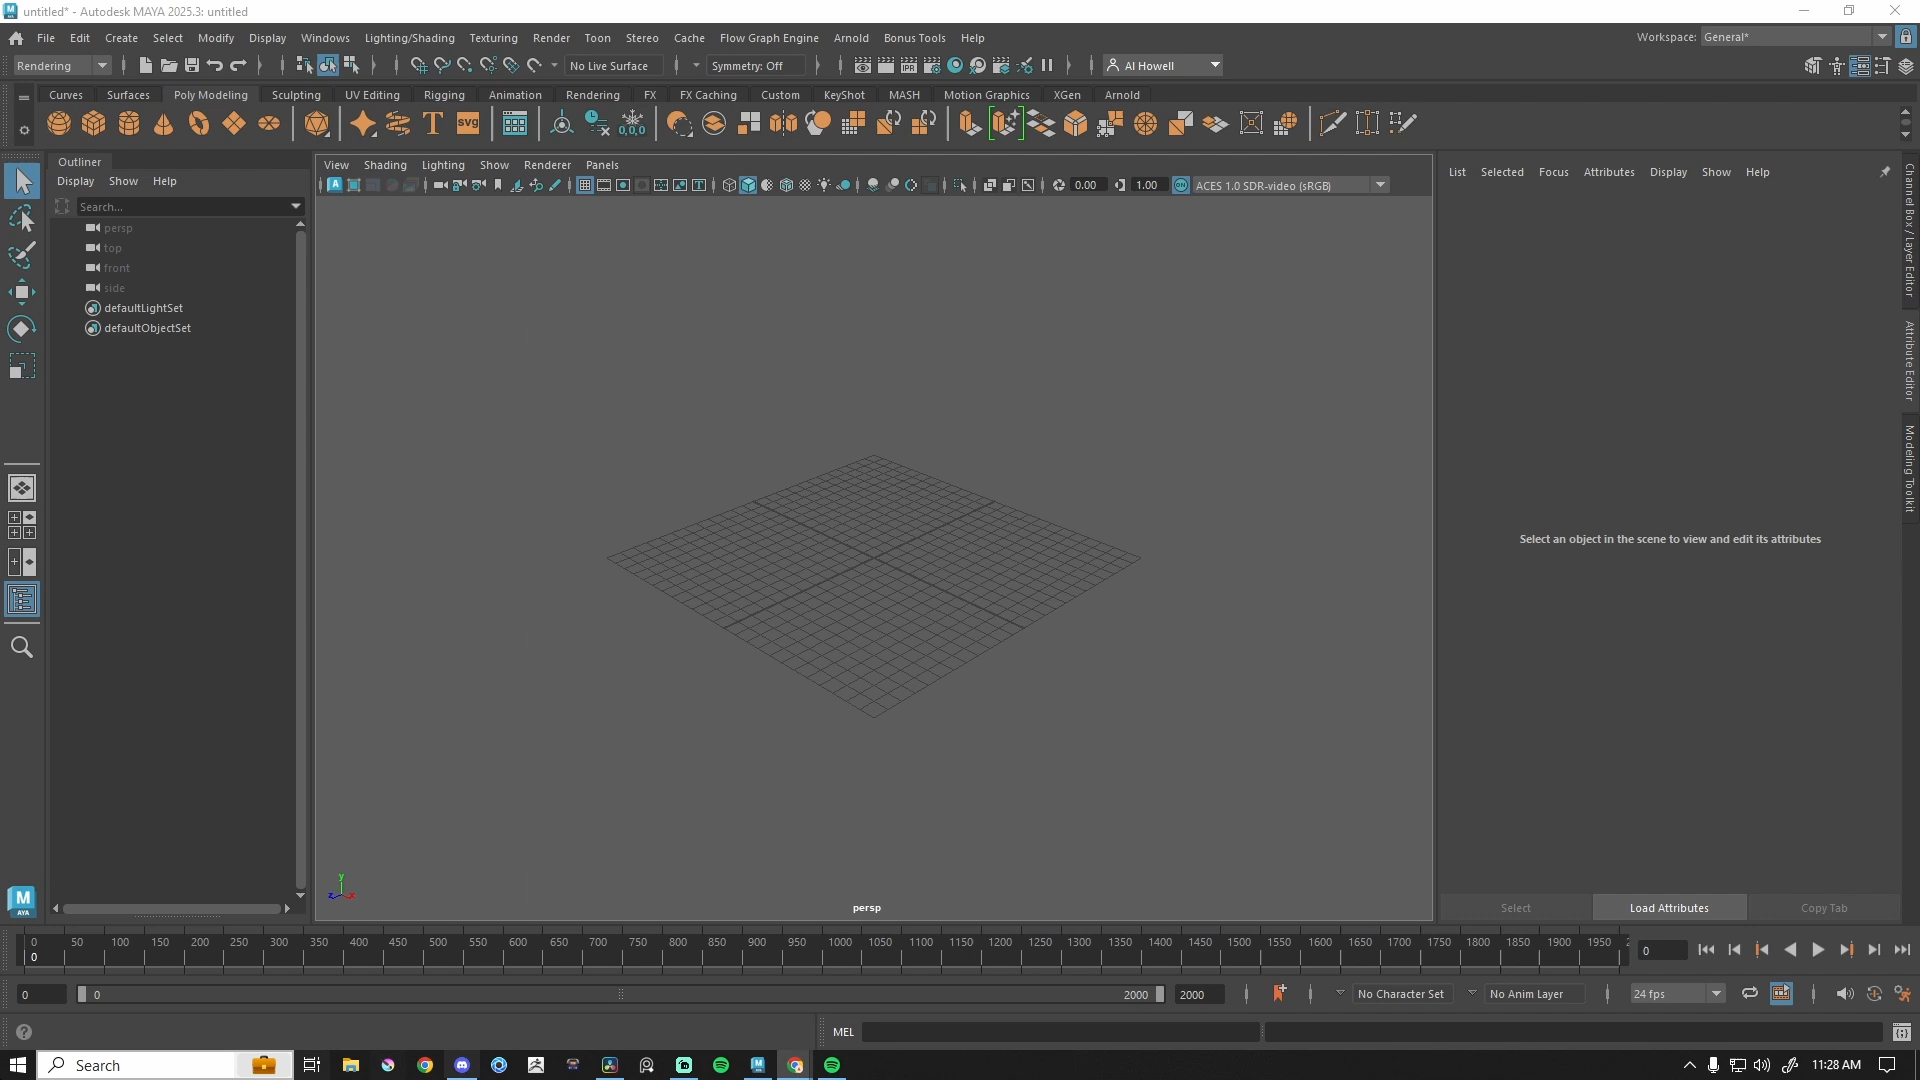 untitled* - Autodesk MAYA 2025.3: untitled
File Edit Create Select Modify Display Windows Lighting/Shading Texturing Render Toon Stereo Cache Flow Graph Engine Arnold Bonus Tools Help
Workspace: General*
Rendering No Live Surface Symmetry: Off Al Howell
Curves Surfaces Poly Modeling Sculpting UV Editing Rigging Animation Rendering FX FX Caching Custom KeyShot MASH Motion Graphics XGen Arnold
T SVG 0,0,0
Outliner
Display Show Help
Search...
persp
top
front
side
defaultLightSet
defaultObjectSet
View Shading Lighting Show Renderer Panels
0.00 1.00 ACES 1.0 SDR-video (sRGB)
y
z x
persp
List Selected Focus Attributes Display Show Help
Select an object in the scene to view and edit its attributes
Select Load Attributes Copy Tab
Channel Box / Layer Editor
Attribute Editor
Modeling Toolkit
M
AYA
0 50 100 150 200 250 300 350 400 450 500 550 600 650 700 750 800 850 900 950 1000 1050 1100 1150 1200 1250 1300 1350 1400 1450 1500 1550 1600 1650 1700 1750 1800 1850 1900 1950
0
0
0 0 2000 2000 No Character Set No Anim Layer 24 fps
MEL
Search
11:28 AM